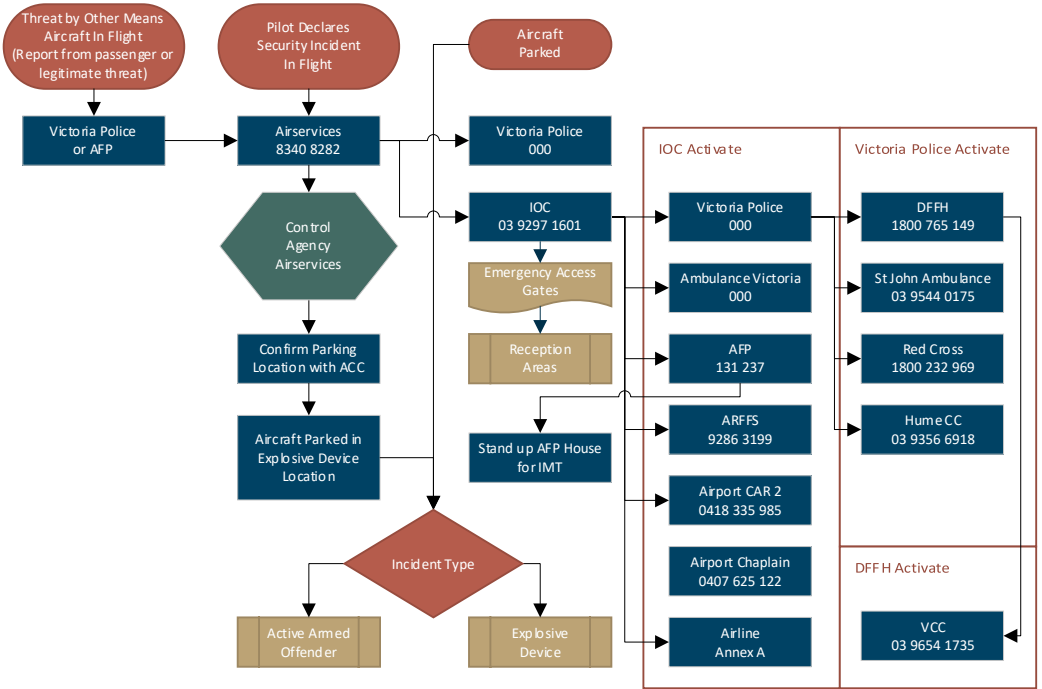 Threat by Other Means
Aircraft In Flight
(Report from passenger or
legitimate threat)
Pilot Declares
Security Incident
In Flight
Aircraft
Parked
Victoria Police
or AFP
Airservices
8340 8282
Victoria Police
000
IOC
03 9297 1601
Control
Agency
Airservices
Emergency Access
Gates
Reception
Areas
Confirm Parking
Location with ACC
Aircraft Parked in
Explosive Device
Location
Stand up AFP House
for IMT
Incident Type
Active Armed
Offender
Explosive
Device
IOC Activate
Victoria Police
000
Ambulance Victoria
000
AFP
131 237
ARFFS
9286 3199
Airport CAR 2
0418 335 985
Airport Chaplain
0407 625 122
Airline
Annex A
Victoria Police Activate
DFFH
1800 765 149
St John Ambulance
03 9544 0175
Red Cross
1800 232 969
Hume CC
03 9356 6918
DFFH Activate
VCC
03 9654 1735